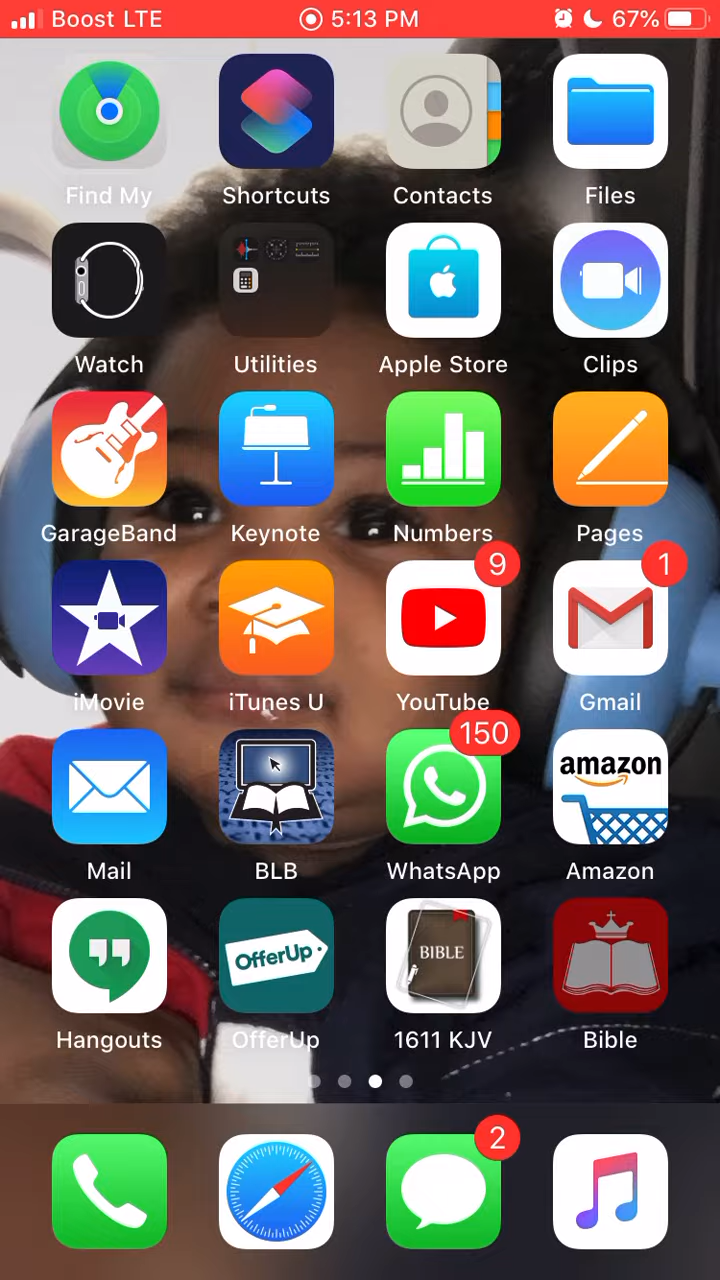 Boost LTE 5:13 PM 67%
Find My Shortcuts Contacts Files
Watch Utilities Apple Store Clips
GarageBand Keynote Numbers Pages
9 1
iMovie iTunes U YouTube Gmail
150
amazon
Mail BLB WhatsApp Amazon
OfferUp BIBLE
Hangouts OfferUp 1611 KJV Bible
2